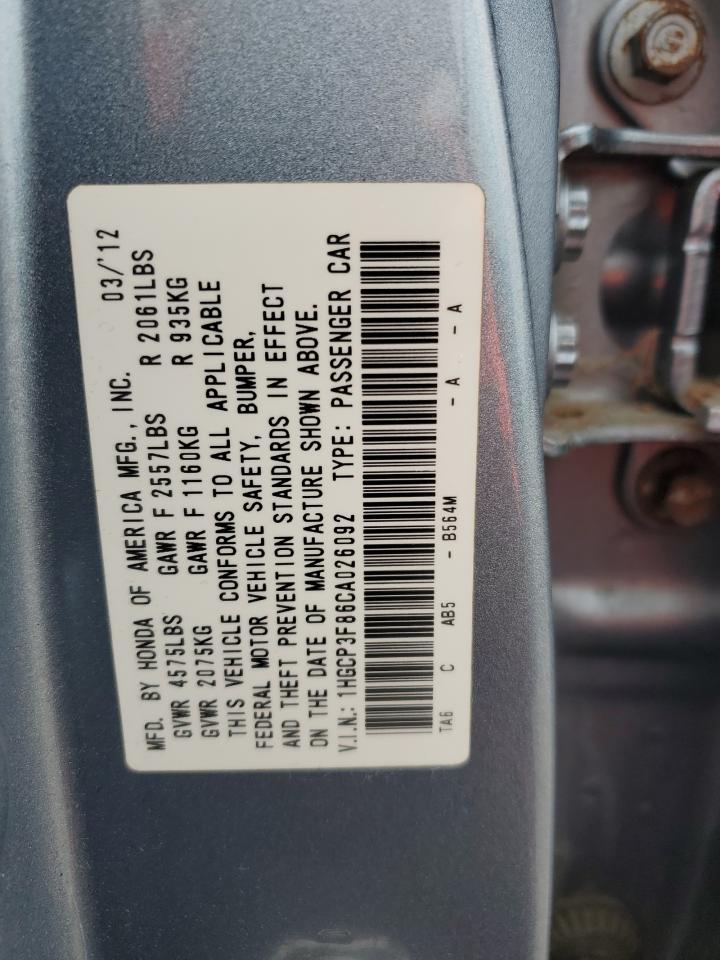 MFD. BY HONDA OF AMERICA MFG., INC. 03/'12
GVWR 4575LBS GAWR F 2557LBS R 2061LBS
GVWR 2075KG GAWR F 1160KG R 935KG
THIS VEHICLE CONFORMS TO ALL APPLICABLE
FEDERAL MOTOR VEHICLE SAFETY, BUMPER,
AND THEFT PREVENTION STANDARDS IN EFFECT
ON THE DATE OF MANUFACTURE SHOWN ABOVE.
V.I.N.: 1HGCP3F86CA026092 TYPE: PASSENGER CAR
TA6 C AB5 - B564M - A - A